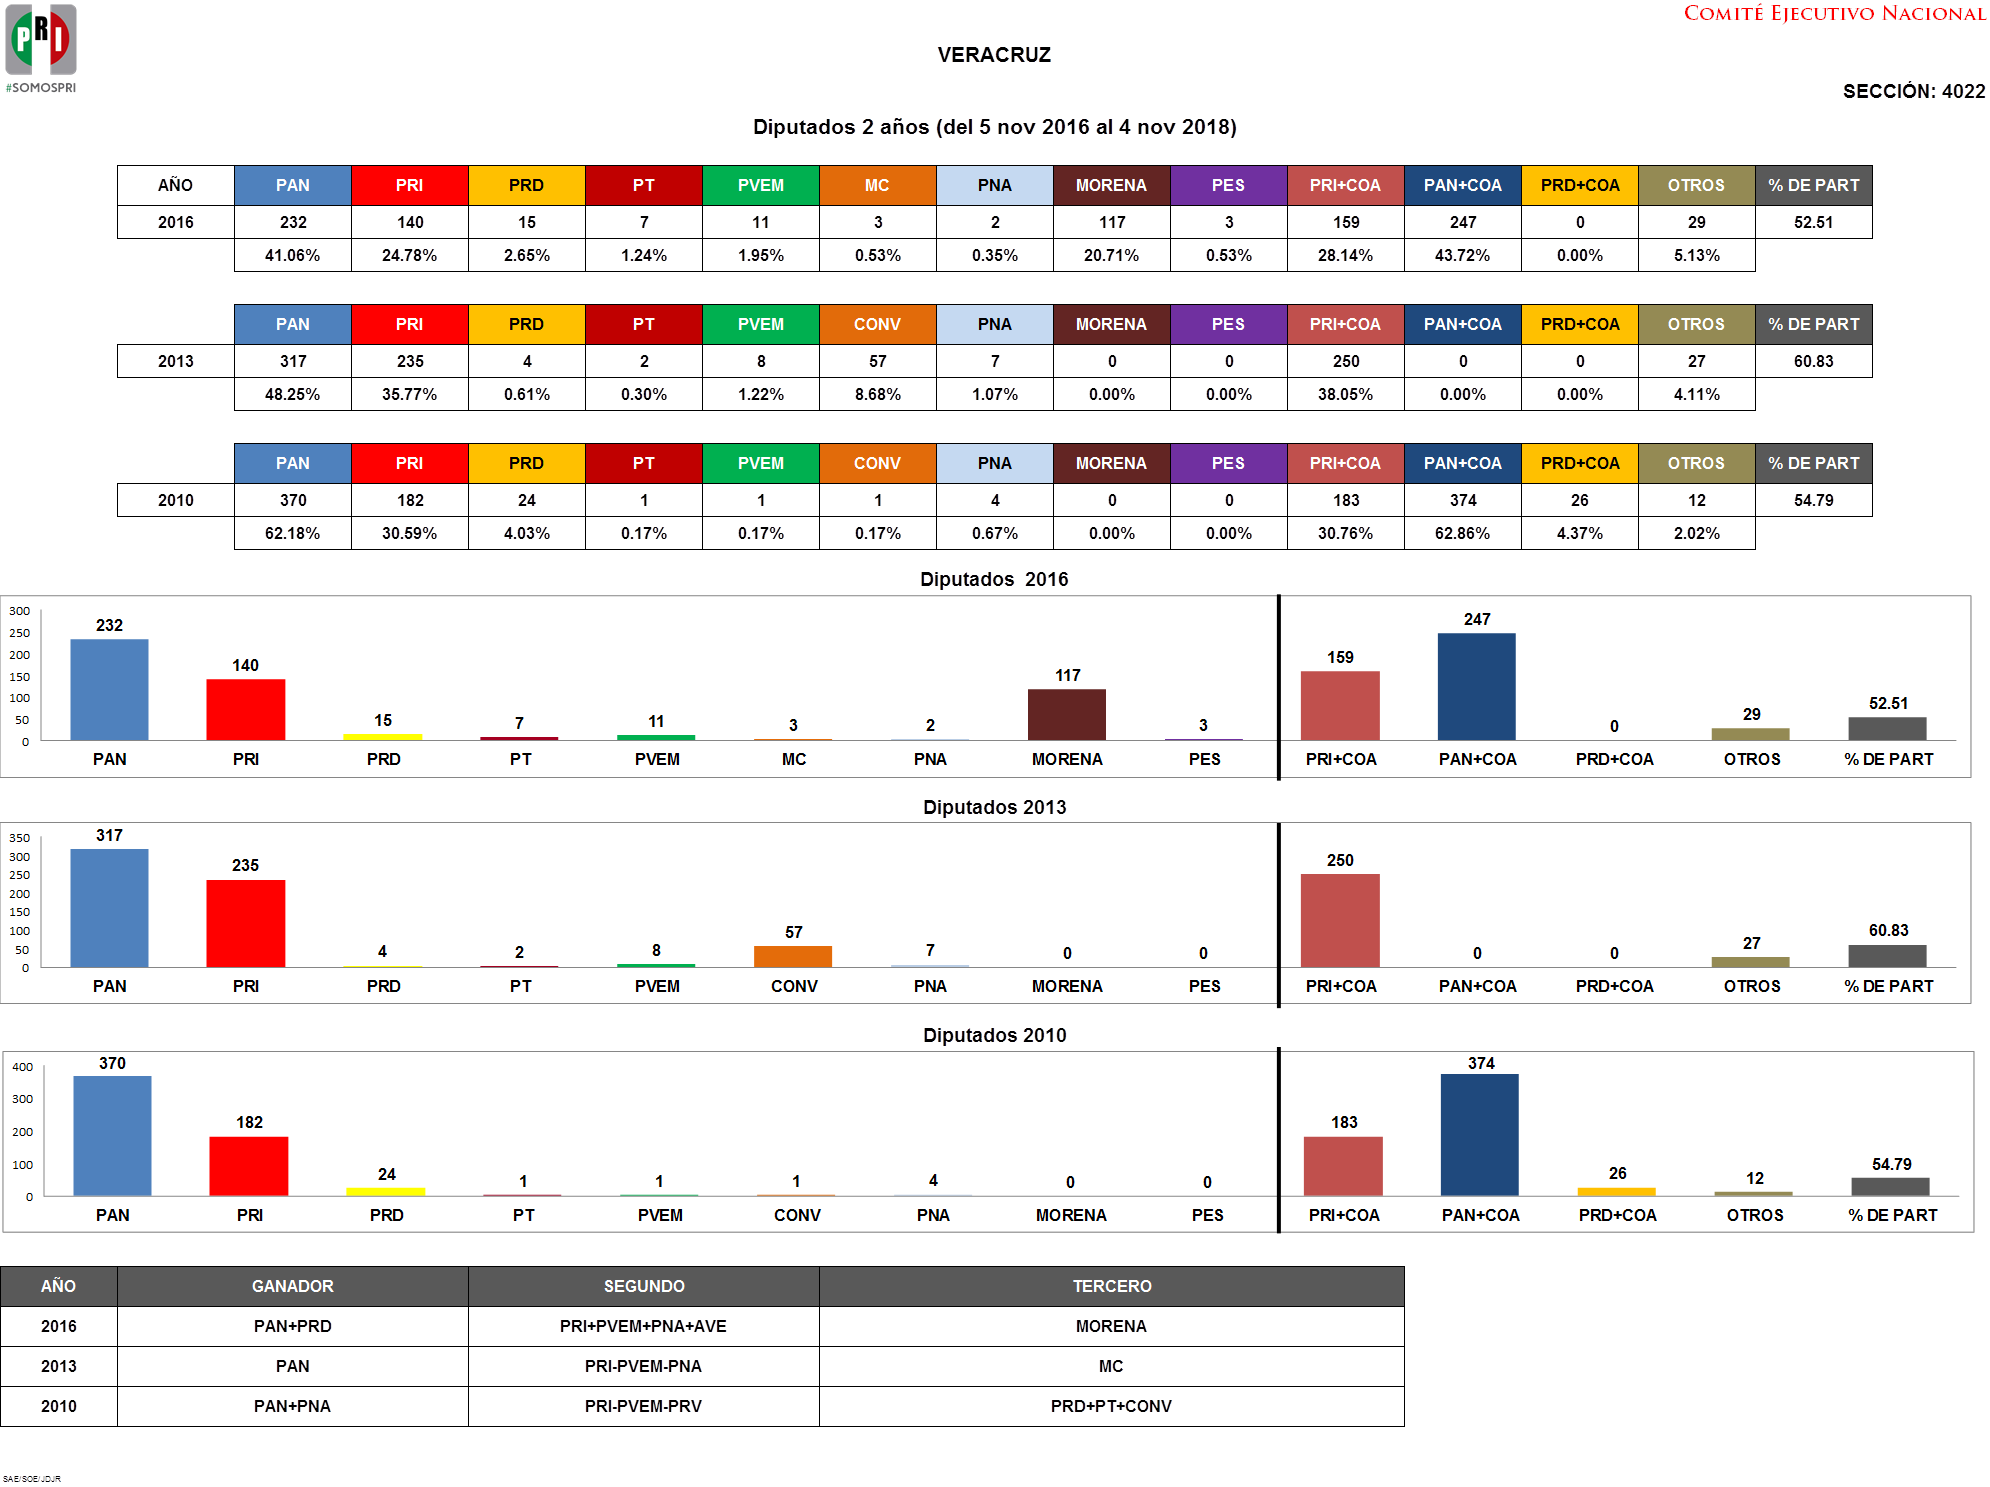 PRI
#SOMOSPRI
COMITÉ EJECUTIVO NACIONAL
VERACRUZ
SECCIÓN: 4022
Diputados 2 años (del 5 nov 2016 al 4 nov 2018)
AÑO PAN PRI PRD PT PVEM MC PNA MORENA PES PRI+COA PAN+COA PRD+COA OTROS % DE PART
2016 232 140 15 7 11 3 2 117 3 159 247 0 29 52.51
41.06% 24.78% 2.65% 1.24% 1.95% 0.53% 0.35% 20.71% 0.53% 28.14% 43.72% 0.00% 5.13%
PAN PRI PRD PT PVEM CONV PNA MORENA PES PRI+COA PAN+COA PRD+COA OTROS % DE PART
2013 317 235 4 2 8 57 7 0 0 250 0 0 27 60.83
48.25% 35.77% 0.61% 0.30% 1.22% 8.68% 1.07% 0.00% 0.00% 38.05% 0.00% 0.00% 4.11%
PAN PRI PRD PT PVEM CONV PNA MORENA PES PRI+COA PAN+COA PRD+COA OTROS % DE PART
2010 370 182 24 1 1 1 4 0 0 183 374 26 12 54.79
62.18% 30.59% 4.03% 0.17% 0.17% 0.17% 0.67% 0.00% 0.00% 30.76% 62.86% 4.37% 2.02%
Diputados 2016
300
250
200
150
100
50
0
232 140 15 7 11 3 2 117 3 159 247 0 29 52.51
PAN PRI PRD PT PVEM MC PNA MORENA PES PRI+COA PAN+COA PRD+COA OTROS % DE PART
Diputados 2013
350
300
250
200
150
100
50
0
317 235 4 2 8 57 7 0 0 250 0 0 27 60.83
PAN PRI PRD PT PVEM CONV PNA MORENA PES PRI+COA PAN+COA PRD+COA OTROS % DE PART
Diputados 2010
400
300
200
100
0
370 182 24 1 1 1 4 0 0 183 374 26 12 54.79
PAN PRI PRD PT PVEM CONV PNA MORENA PES PRI+COA PAN+COA PRD+COA OTROS % DE PART
AÑO GANADOR SEGUNDO TERCERO
2016 PAN+PRD PRI+PVEM+PNA+AVE MORENA
2013 PAN PRI-PVEM-PNA MC
2010 PAN+PNA PRI-PVEM-PRV PRD+PT+CONV
SAE/SOE/JDJR